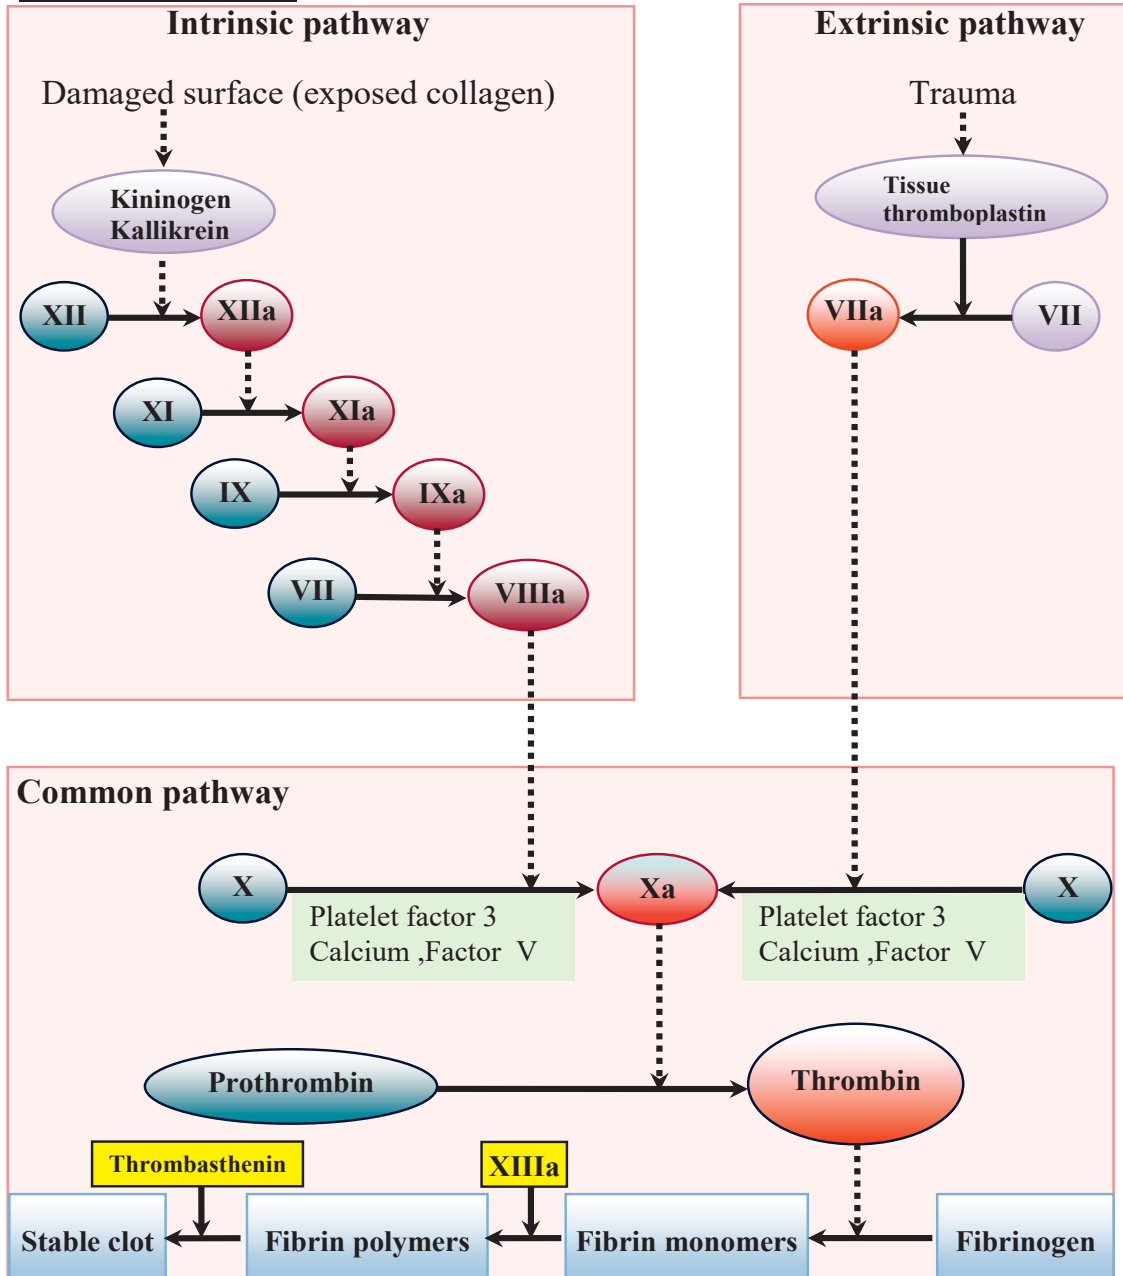 Intrinsic pathway
Damaged surface (exposed collagen)
Kininogen
Kallikrein
XII
XIIa
XI
XIa
IX
IXa
VII
VIIIa
Extrinsic pathway
Trauma
Tissue
thromboplastin
VIIa
VII
Common pathway
X
Xa
X
Platelet factor 3
Calcium ,Factor V
Platelet factor 3
Calcium ,Factor V
Prothrombin
Thrombin
Thrombasthenin
XIIIa
Stable clot
Fibrin polymers
Fibrin monomers
Fibrinogen